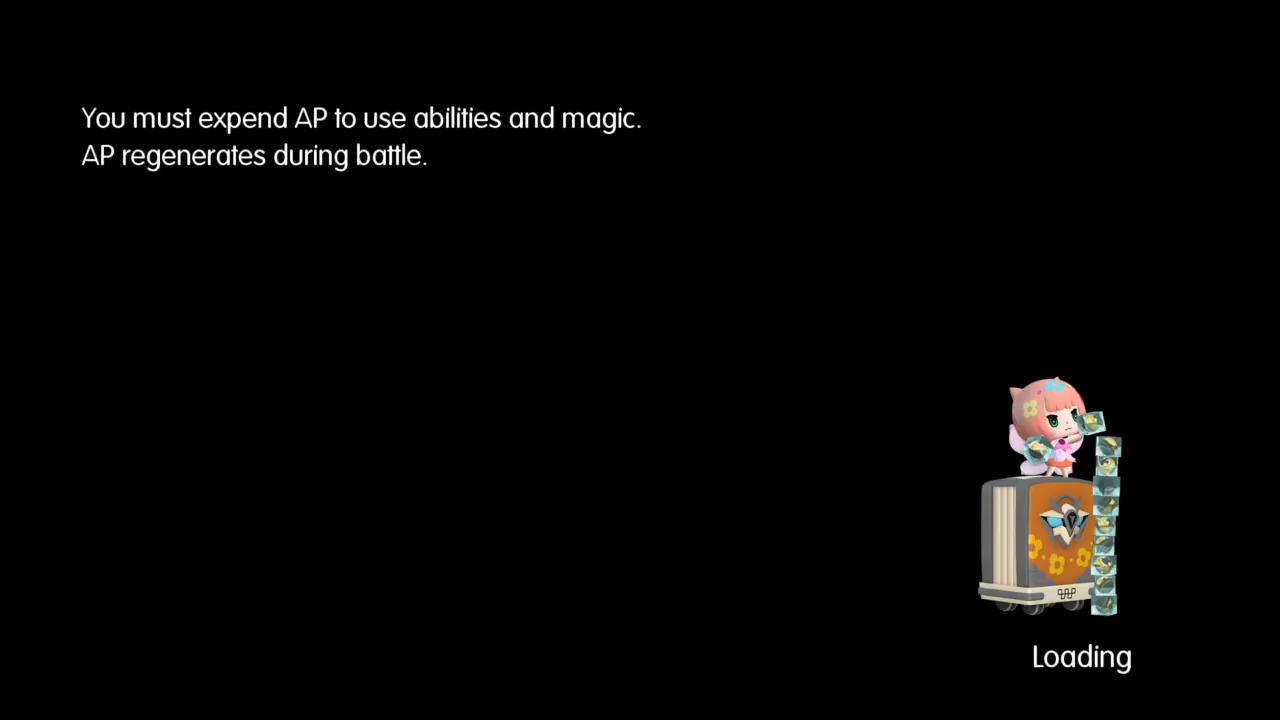 You must expend AP to use abilities and magic.
AP regenerates during battle.
Loading